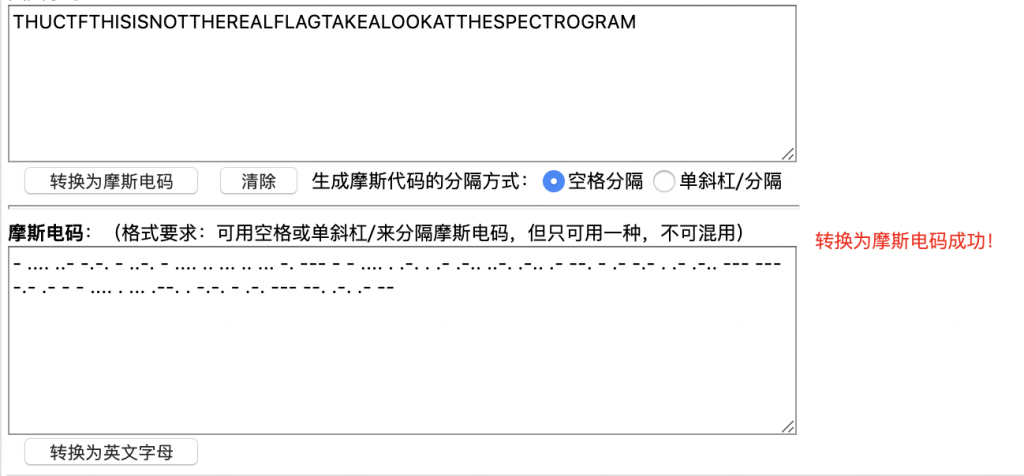 THUCTFTHISISNOTTHEREALFLAGTAKEALOOKATTHESPECTROGRAM
转换为摩斯电码 清除 生成摩斯代码的分隔方式： 空格分隔 单斜杠/分隔
摩斯电码：（格式要求：可用空格或单斜杠/来分隔摩斯电码，但只可用一种，不可混用）
转换为摩斯电码成功！
- .... ..- -.-. - ..-. - .... .. ... .. ... -. --- - - .... . .-. . .- .-.. ..-. .-.. .- --. - .- -.- . .- .-.. --- ---
-.- .- - - .... . ... .--. . -.-. - .-. --- --. .-. .- --
转换为英文字母